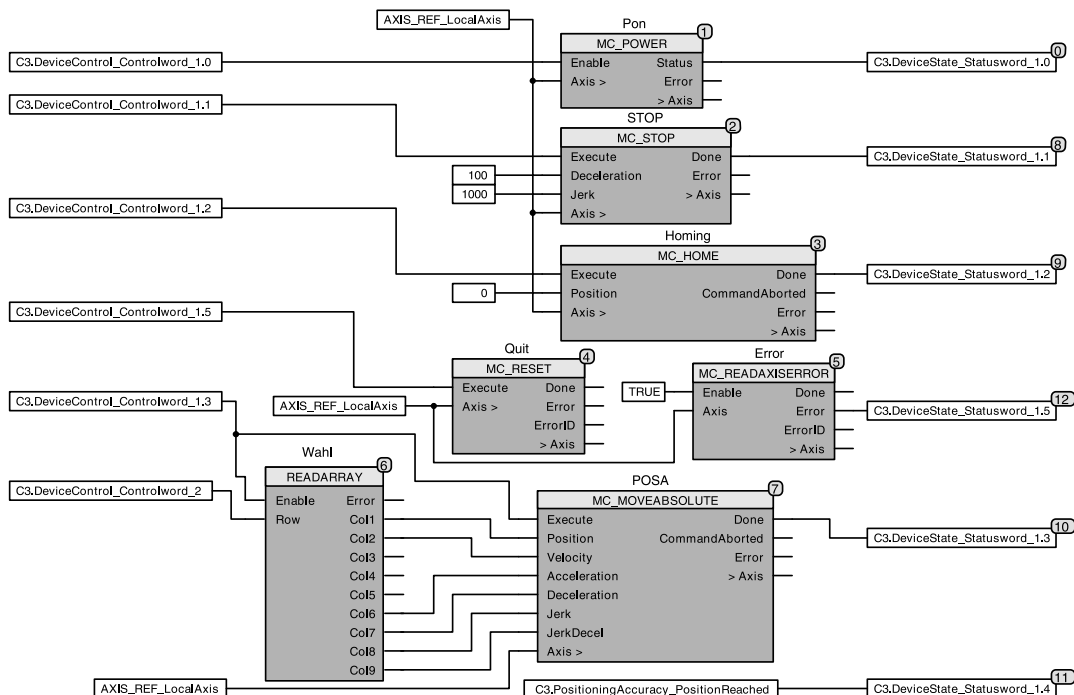 AXIS_REF_LocalAxis
Pon
1
MC_POWER
Enable Status
Axis > Error
> Axis
C3.DeviceControl_Controlword_1.0
0
C3.DeviceState_Statusword_1.0
C3.DeviceControl_Controlword_1.1
STOP
2
MC_STOP
Execute Done
Deceleration Error
Jerk > Axis
Axis >
100
1000
8
C3.DeviceState_Statusword_1.1
C3.DeviceControl_Controlword_1.2
Homing
3
MC_HOME
Execute Done
Position CommandAborted
Axis > Error
> Axis
0
9
C3.DeviceState_Statusword_1.2
C3.DeviceControl_Controlword_1.5
Quit
4
MC_RESET
Execute Done
Axis > Error
ErrorID
> Axis
AXIS_REF_LocalAxis
Error
5
MC_READAXISERROR
Enable Done
Axis Error
ErrorID
> Axis
TRUE
12
C3.DeviceState_Statusword_1.5
C3.DeviceControl_Controlword_1.3
Wahl
6
READARRAY
Enable Error
Row Col1
Col2
Col3
Col4
Col5
Col6
Col7
Col8
Col9
C3.DeviceControl_Controlword_2
POSA
7
MC_MOVEABSOLUTE
Execute Done
Position CommandAborted
Velocity Error
Acceleration > Axis
Deceleration
Jerk
JerkDecel
Axis >
10
C3.DeviceState_Statusword_1.3
AXIS_REF_LocalAxis
C3.PositioningAccuracy_PositionReached
11
C3.DeviceState_Statusword_1.4